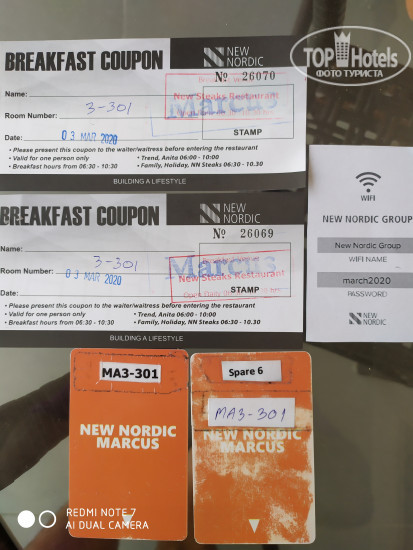 TOP Hotels
ФОТО ТУРИСТА
BREAKFAST COUPON
NEW
NORDIC
№ 26070
Name:
New Steaks Restaurant
Marcus
Room Number: 3-301
STAMP
Date: 03 MAR 2020
• Please present this coupon to the waiter/waitress before entering the restaurant
• Valid for one person only
• Trend, Anita 06:00 - 10:00
• Breakfast hours from 06:30 - 10:30
• Family, Holiday, NN Steaks 06:30 - 10.30
BUILDING A LIFESTYLE
BREAKFAST COUPON
NEW
NORDIC
№ 26069
Name:
Marcus
3-301
New Steaks Restaurant
Room Number: 03 MAR 2020
STAMP
Date:
• Please present this coupon to the waiter/waitress before entering the restaurant
• Valid for one person only
• Trend, Anita 06:00 - 10:00
• Breakfast hours from 06:30 - 10:30
• Family, Holiday, NN Steaks 06:30 - 10.30
BUILDING A LIFESTYLE
WIFI
NEW NORDIC GROUP
New Nordic Group
WIFI NAME
march2020
PASSWORD
NEW
NORDIC
MA3-301
NEW NORDIC
MARCUS
Spare 6
MA3-301
NEW NORDIC
MARCUS
REDMI NOTE 7
AI DUAL CAMERA